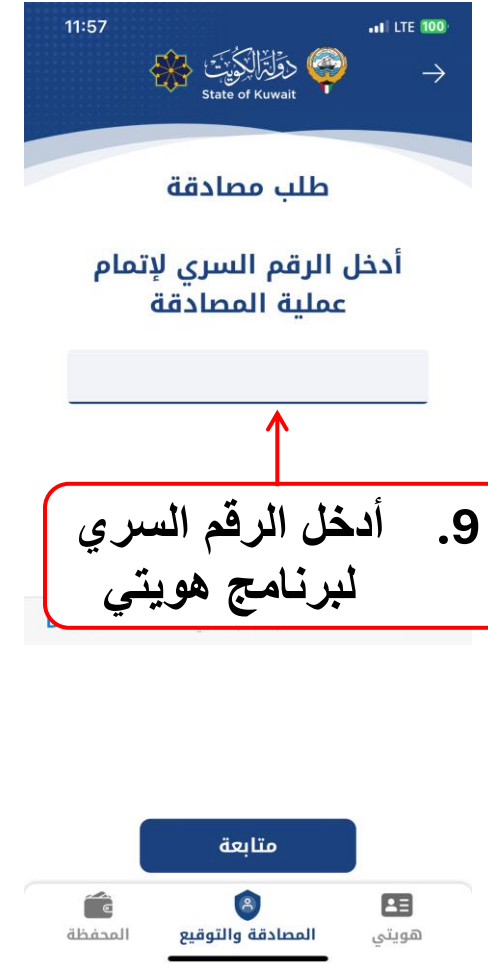 11:57
LTE 100
دولة الكويت
State of Kuwait
طلب مصادقة
أدخل الرقم السري لإتمام
عملية المصادقة
9. أدخل الرقم السري
لبرنامج هويتي
متابعة
هويتي
المصادقة والتوقيع
المحفظة